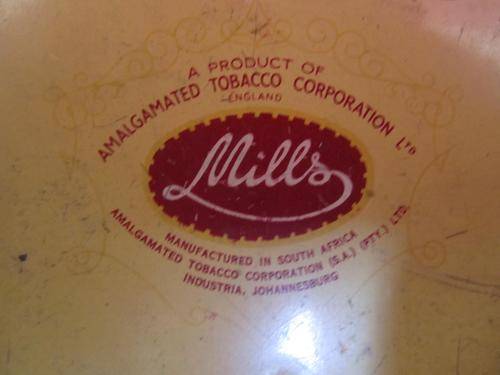 A PRODUCT OF
AMALGAMATED TOBACCO CORPORATION LTD
ENGLAND
Mills
MANUFACTURED IN SOUTH AFRICA
AMALGAMATED TOBACCO CORPORATION (S.A.) (PTY.) LTD.
INDUSTRIA, JOHANNESBURG